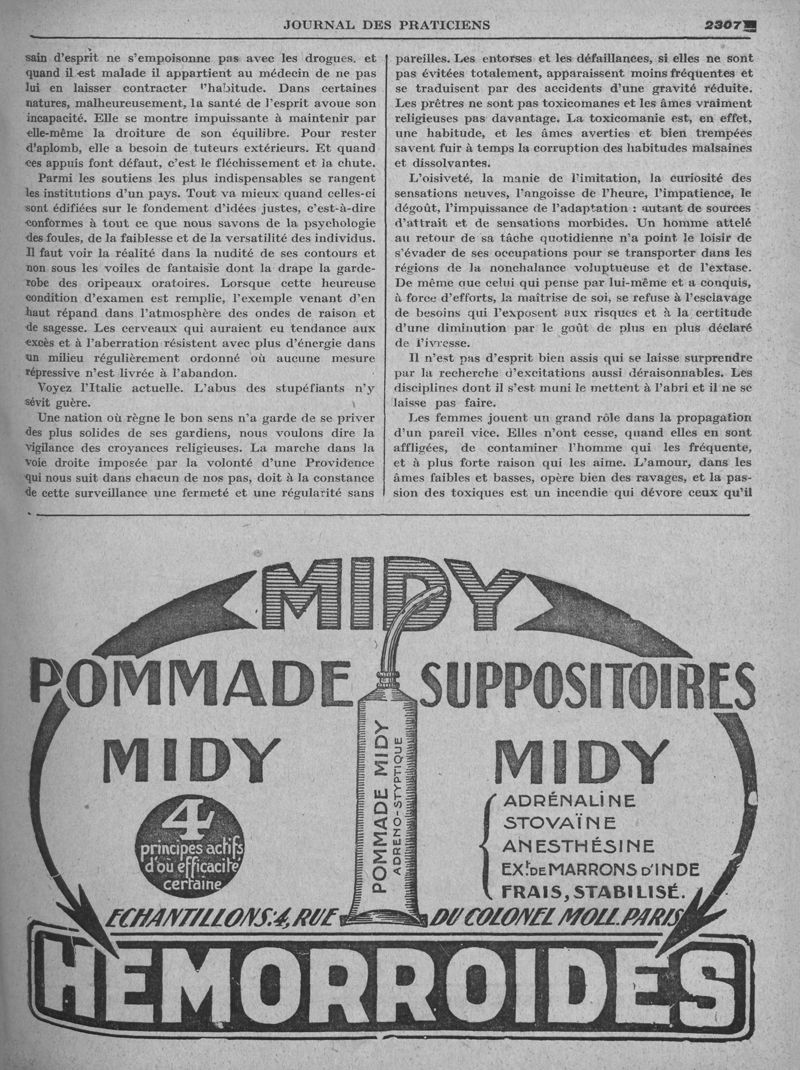 JOURNAL DES PRATICIENS
2307
sain d'esprit ne s'empoisonne pas avec les drogues. et
quand il est malade il appartient au médecin de ne pas
lui en laisser contracter l'habitude. Dans certaines
natures, malheureusement, la santé de l'esprit avoue son
incapacité. Elle se montre impuissante à maintenir par
elle-même la droiture de son équilibre. Pour rester
d'aplomb, elle a besoin de tuteurs extérieurs. Et quand
ces appuis font défaut, c'est le fléchissement et la chute.
Parmi les soutiens les plus indispensables se rangent
les institutions d'un pays. Tout va mieux quand celles-ci
sont édifiées sur le fondement d'idées justes, c'est-à-dire
conformes à tout ce que nous savons de la psychologie
des foules, de la faiblesse et de la versatilité des individus.
Il faut voir la réalité dans la nudité de ses contours et
non sous les voiles de fantaisie dont la drape la garde-
robe des oripeaux oratoires. Lorsque cette heureuse
condition d'examen est remplie, l'exemple venant d'en
haut répand dans l'atmosphère des ondes de raison et
de sagesse. Les cerveaux qui auraient eu tendance aux
excès et à l'aberration résistent avec plus d'énergie dans
un milieu régulièrement ordonné où aucune mesure
répressive n'est livrée à l'abandon.
Voyez l'Italie actuelle. L'abus des stupéfiants n'y
sévit guère.
Une nation où règne le bon sens n'a garde de se priver
des plus solides de ses gardiens, nous voulons dire la
vigilance des croyances religieuses. La marche dans la
voie droite imposée par la volonté d'une Providence
qui nous suit dans chacun de nos pas, doit à la constance
de cette surveillance une fermeté et une régularité sans
pareilles. Les entorses et les défaillances, si elles ne sont
pas évitées totalement, apparaissent moins fréquentes et
se traduisent par des accidents d'une gravité réduite.
Les prêtres ne sont pas toxicomanes et les âmes vraiment
religieuses pas davantage. La toxicomanie est, en effet,
une habitude, et les âmes averties et bien trempées
savent fuir à temps la corruption des habitudes malsaines
et dissolvantes.
L'oisiveté, la manie de l'imitation, la curiosité des
sensations neuves, l'angoisse de l'heure, l'impatience, le
dégoût, l'impuissance de l'adaptation : autant de sources
d'attrait et de sensations morbides. Un homme attelé
au retour de sa tâche quotidienne n'a point le loisir de
s'évader de ses occupations pour se transporter dans les
régions de la nonchalance voluptueuse et de l'extase.
De même que celui qui pense par lui-même et a conquis,
à force d'efforts, la maîtrise de soi, se refuse à l'esclavage
de besoins qui l'exposent aux risques et à la certitude
d'une diminution par le goût de plus en plus déclaré
de l'ivresse.
Il n'est pas d'esprit bien assis qui se laisse surprendre
par la recherche d'excitations aussi déraisonnables. Les
disciplines dont il s'est muni le mettent à l'abri et il ne se
laisse pas faire.
Les femmes jouent un grand rôle dans la propagation
d'un pareil vice. Elles n'ont cesse, quand elles en sont
affligées, de contaminer l'homme qui les fréquente,
et à plus forte raison qui les aime. L'amour, dans les
âmes faibles et basses, opère bien des ravages, et la pas-
sion des toxiques est un incendie qui dévore ceux qu'il
MIDY
POMMADE
MIDY
4
principes actifs
d'où efficacité
certaine
POMMADE MIDY
ADRENO-STYPTIQUE
SUPPOSITOIRES
MIDY
ADRÉNALINE
STOVAÏNE
ANESTHÉSINE
EXt. DE MARRONS D'INDE
FRAIS, STABILISÉ.
ECHANTILLONS: 4, RUE DU COLONEL MOLL. PARIS
HÉMORROIDES